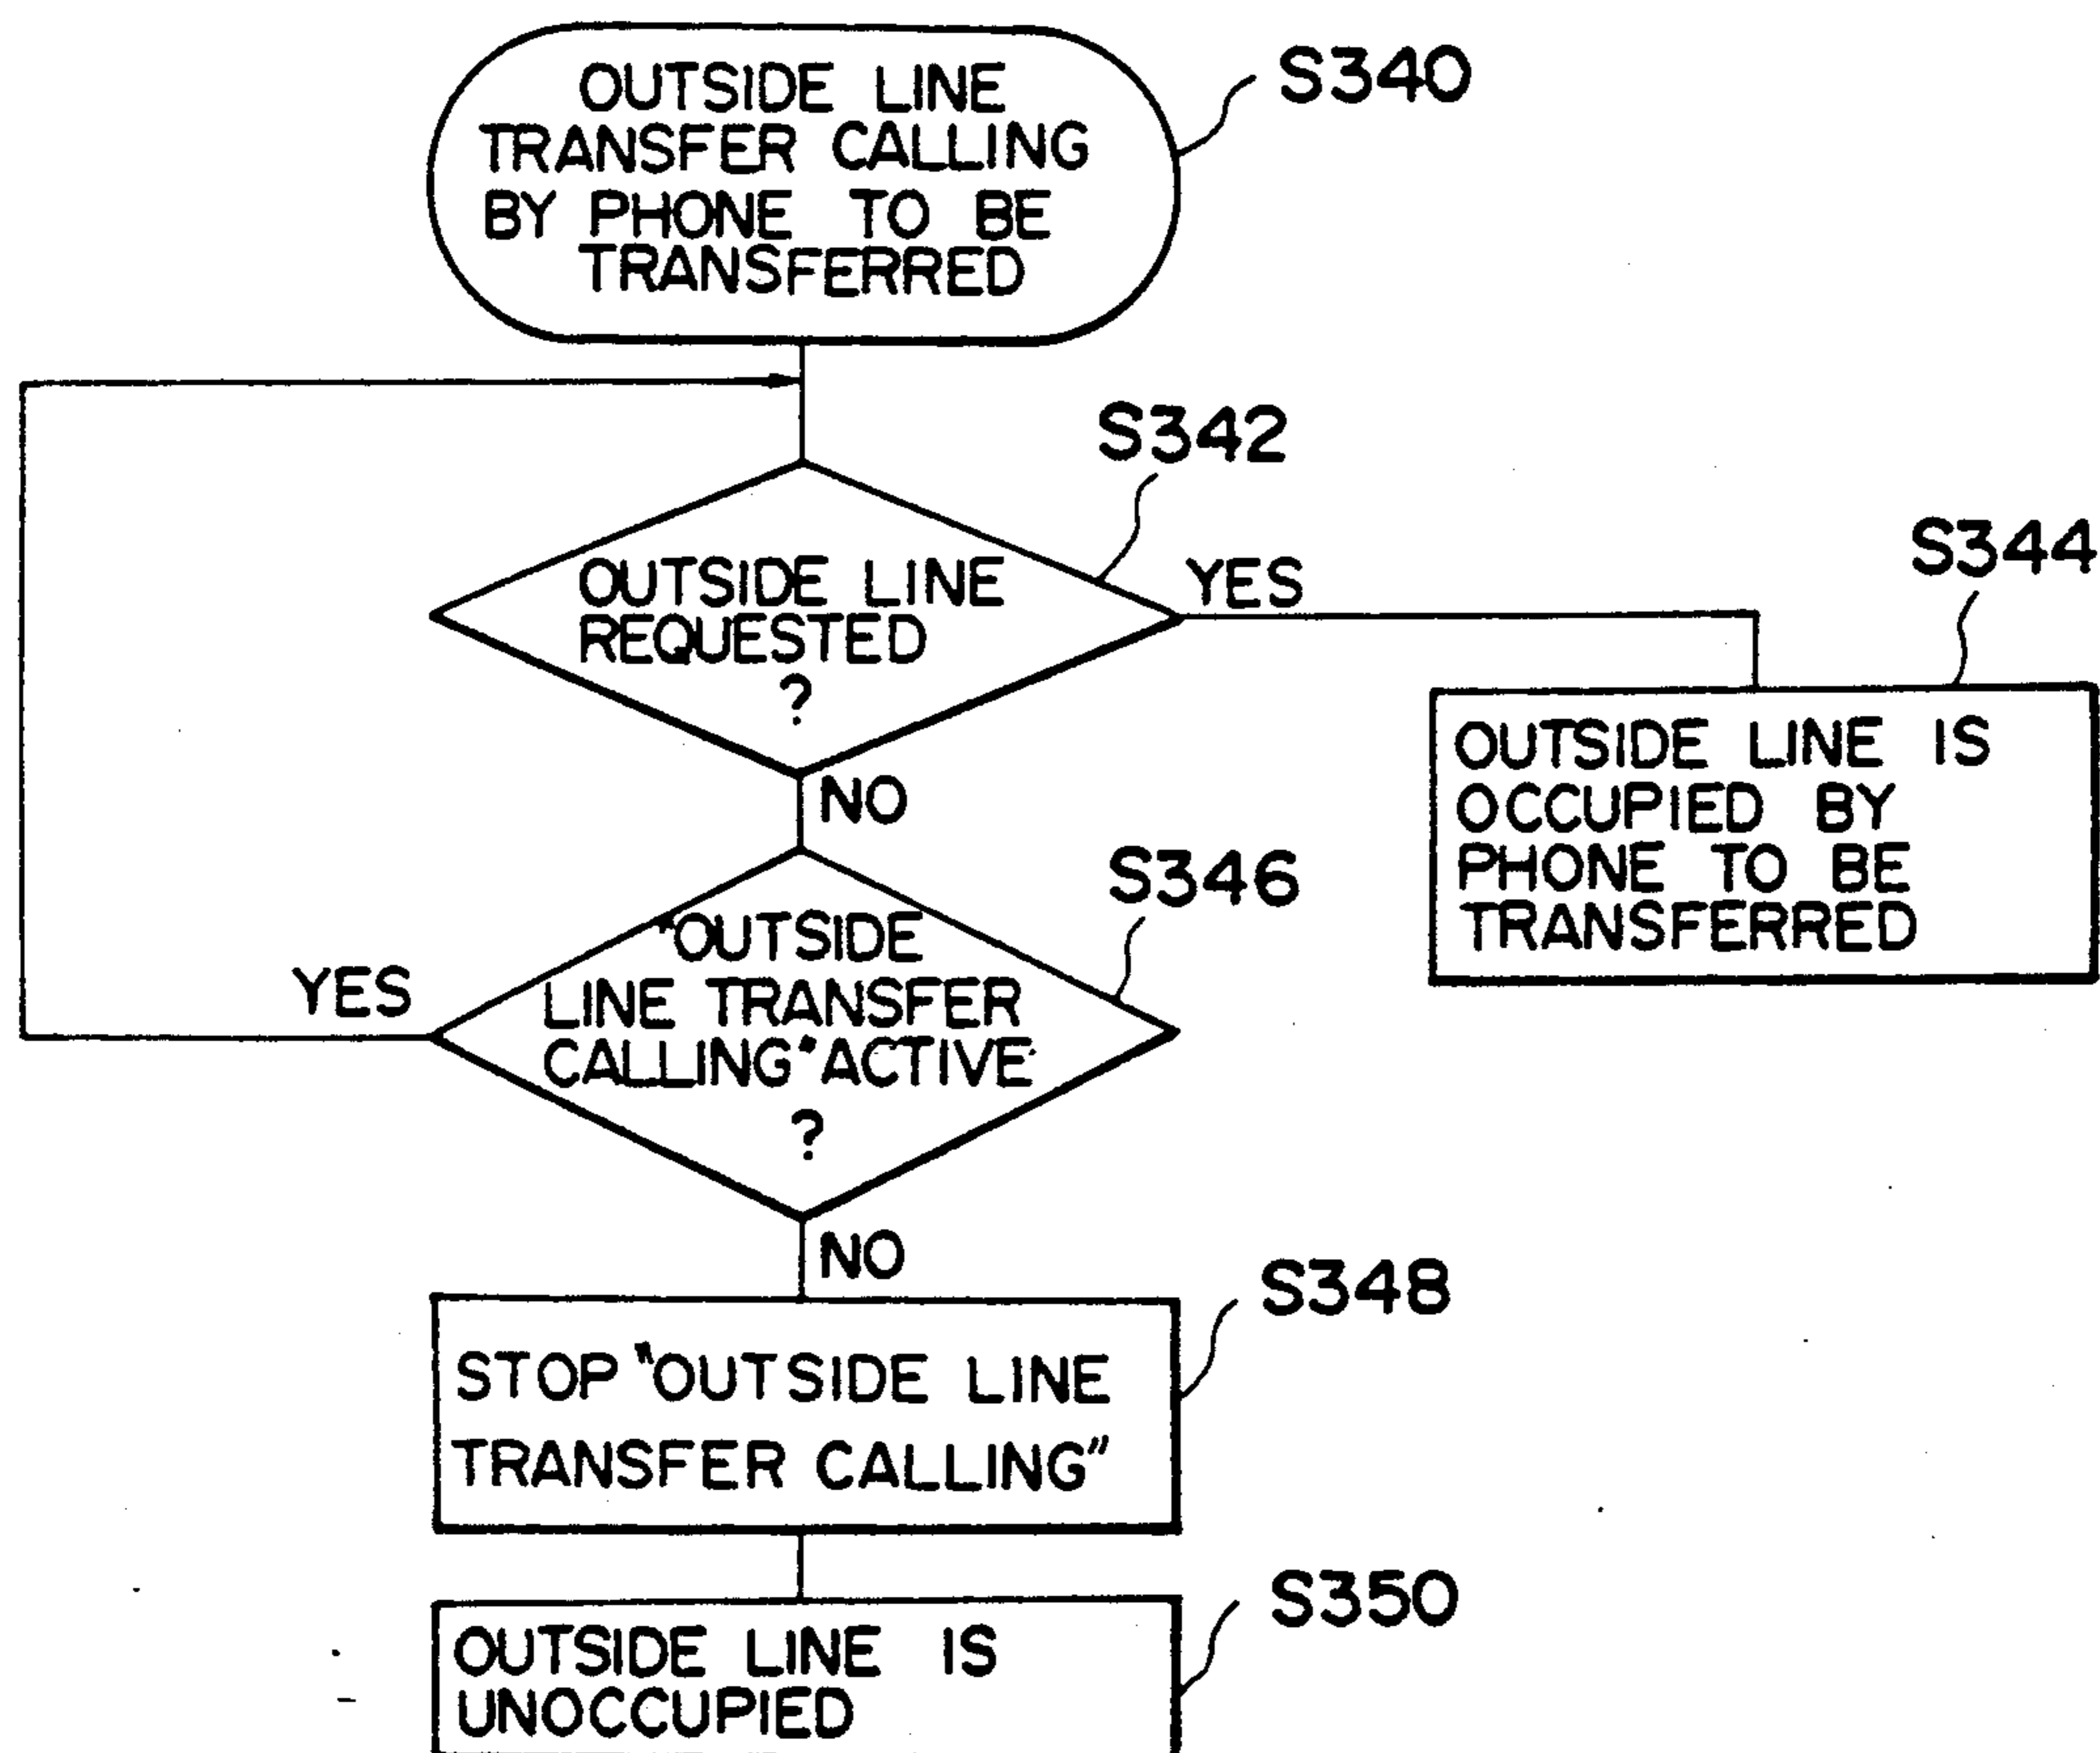 OUTSIDE LINE
TRANSFER CALLING
BY PHONE TO BE
TRANSFERRED
S340
S342
OUTSIDE LINE
REQUESTED
?
YES
S344
OUTSIDE LINE IS
OCCUPIED BY
PHONE TO BE
TRANSFERRED
NO
S346
"OUTSIDE
LINE TRANSFER
CALLING" ACTIVE
?
YES
NO
S348
STOP "OUTSIDE LINE
TRANSFER CALLING"
S350
OUTSIDE LINE IS
UNOCCUPIED